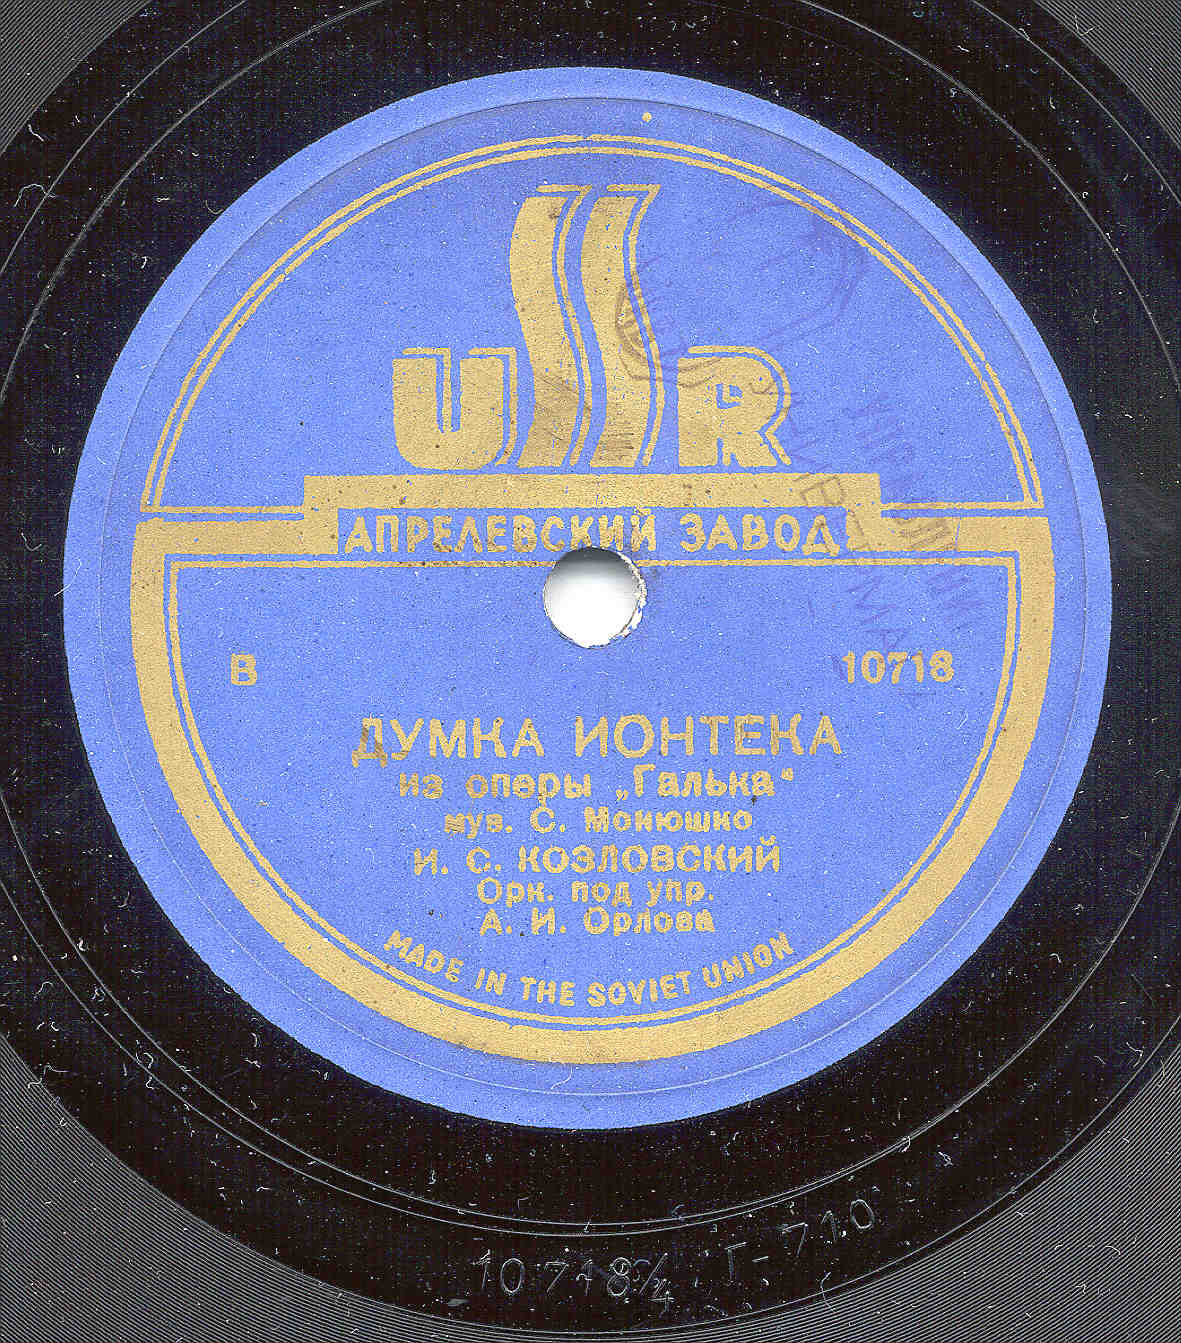 USSR
АПРЕЛЕВСКИЙ ЗАВОД
В 10718
ДУМКА ИОНТЕКА
из оперы „Галька“
муз. С. Монюшко
И. С. КОЗЛОВСКИЙ
Орк. под упр.
А. И. Орлова
MADE IN THE SOVIET UNION
10718/4 Г-710